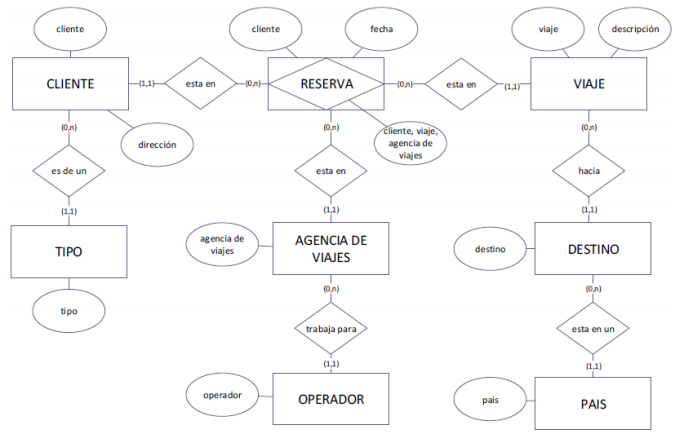 cliente
cliente
fecha
viaje
descripción
CLIENTE
(1,1)
esta en
(0,n)
RESERVA
(0,n)
esta en
(1,1)
VIAJE
(0,n)
dirección
(0,n)
cliente, viaje,
agencia de
viajes
(0,n)
es de un
esta en
hacia
(1,1)
(1,1)
(1,1)
TIPO
agencia de
viajes
AGENCIA DE
VIAJES
destino
DESTINO
(0,n)
(0,n)
tipo
trabaja para
esta en un
(1,1)
(1,1)
operador
OPERADOR
pais
PAIS